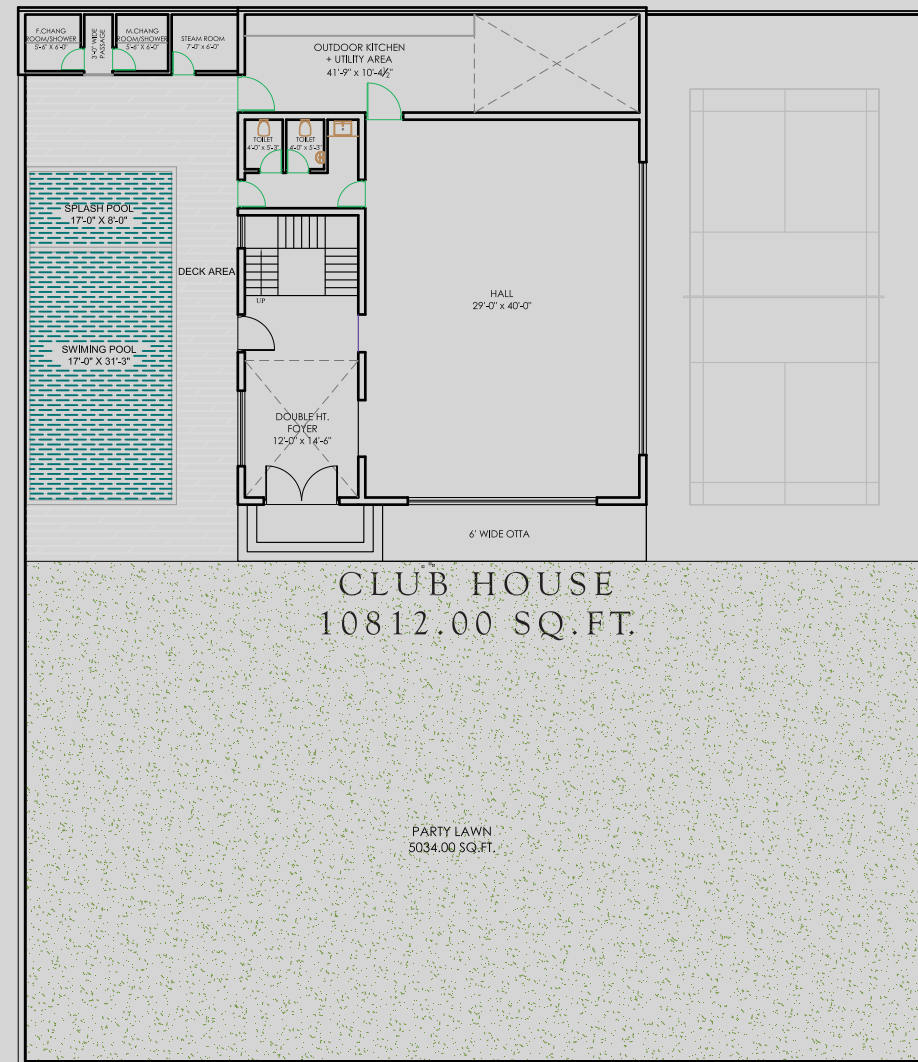 F.CHANG
ROOM/SHOWER
5'-6" X 6'-0"
3'-0" WIDE
PASSAGE
M.CHANG
ROOM/SHOWER
5'-6" X 6'-0"
STEAM ROOM
7'-0" x 6'-0"
OUTDOOR KITCHEN
+ UTILITY AREA
41'-9" x 10'-4½"
TOILET
4'-0" x 5'-3"
TOILET
4'-0" x 5'-3"
SPLASH POOL
17'-0" X 8'-0"
DECK AREA
UP
HALL
29'-0" x 40'-0"
SWIMING POOL
17'-0" X 31'-3"
DOUBLE HT.
FOYER
12'-0" x 14'-6"
6' WIDE OTTA
CLUB HOUSE
10812.00 SQ.FT.
PARTY LAWN
5034.00 SQ.FT.